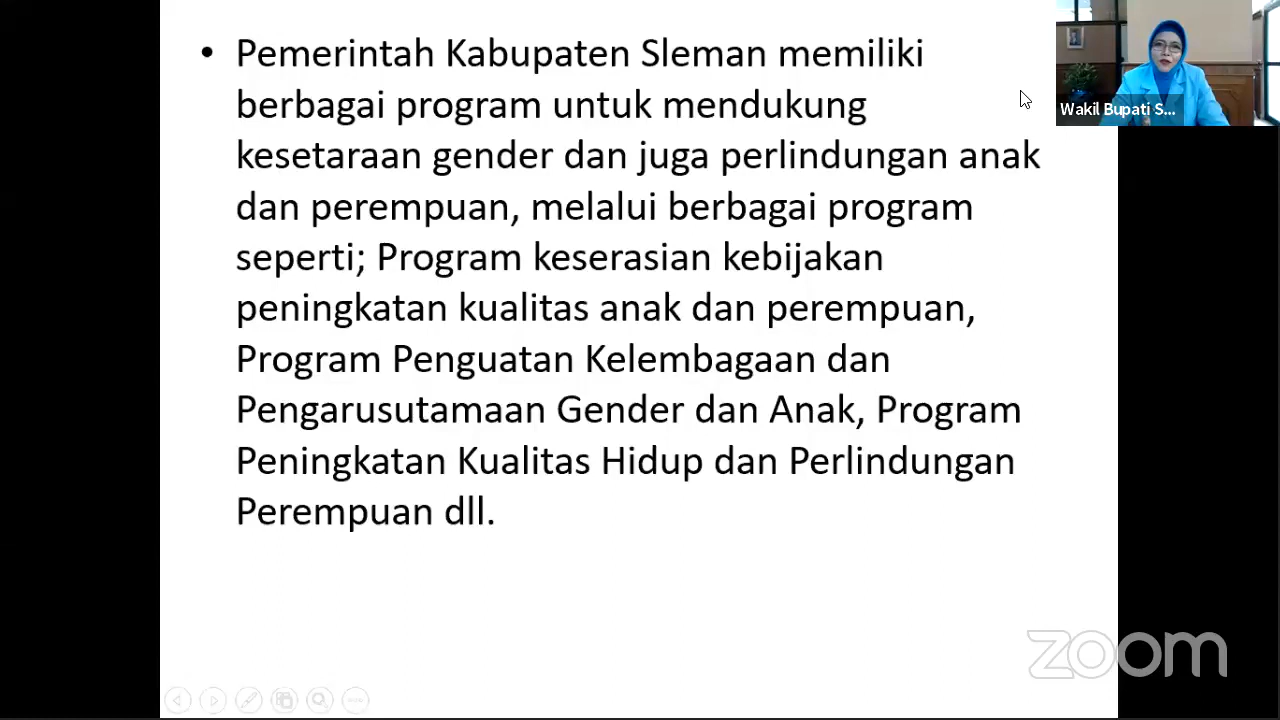 • Pemerintah Kabupaten Sleman memiliki
berbagai program untuk mendukung
kesetaraan gender dan juga perlindungan anak
dan perempuan, melalui berbagai program
seperti; Program keserasian kebijakan
peningkatan kualitas anak dan perempuan,
Program Penguatan Kelembagaan dan
Pengarusutamaan Gender dan Anak, Program
Peningkatan Kualitas Hidup dan Perlindungan
Perempuan dll.
Wakil Bupati S...
zoom